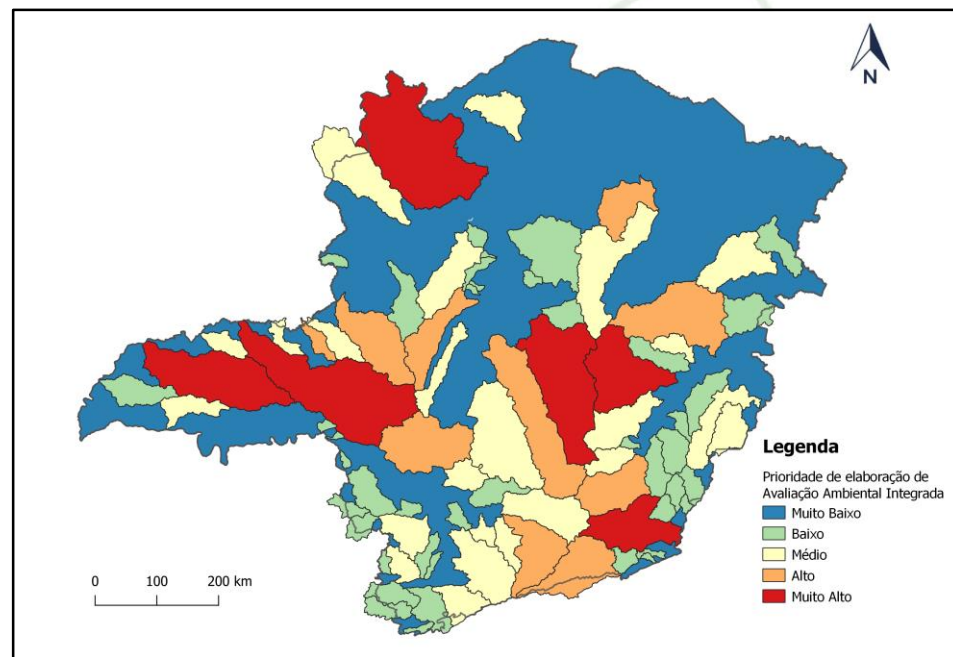 N
Legenda
Prioridade de elaboração de
Avaliação Ambiental Integrada
Muito Baixo
Baixo
Médio
Alto
Muito Alto
0 100 200 km